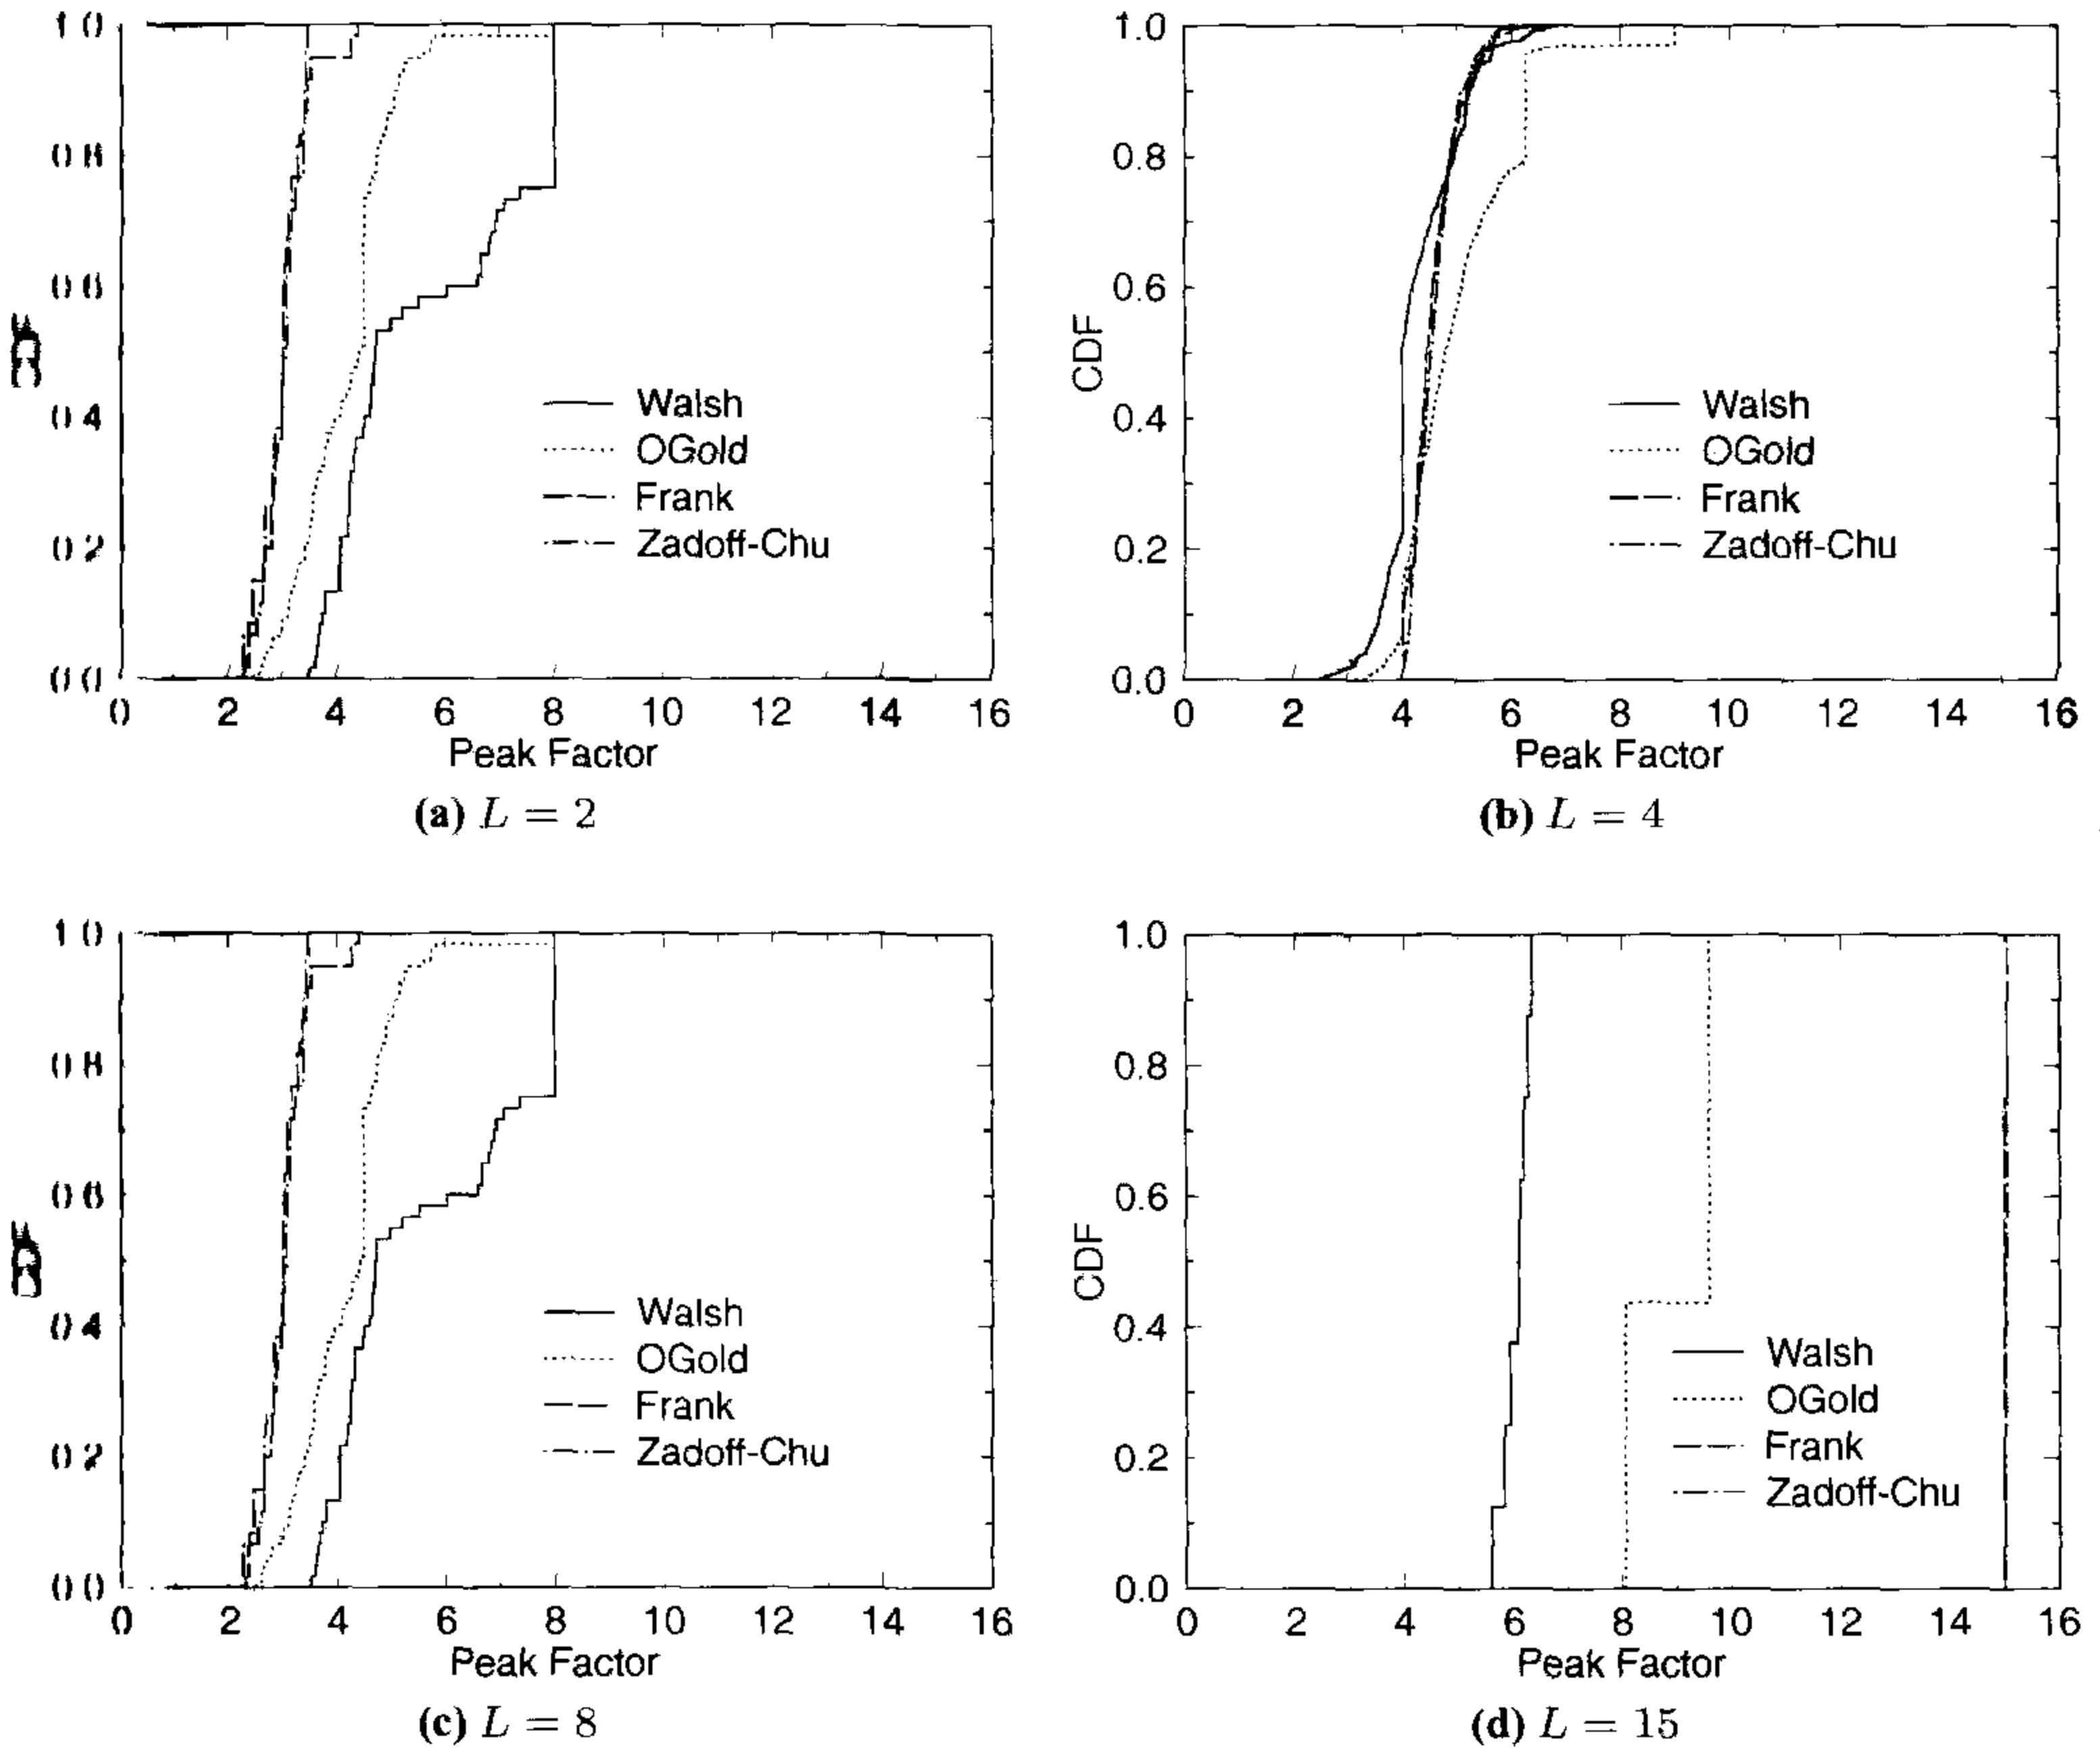 1.0
0.8
0.6
0.4
0.2
0.0
0 2 4 6 8 10 12 14 16
Peak Factor
Walsh
OGold
Frank
Zadoff-Chu
(a) L = 2
1.0
0.8
0.6
0.4
0.2
0.0
CDF
0 2 4 6 8 10 12 14 16
Peak Factor
Walsh
OGold
Frank
Zadoff-Chu
(b) L = 4
1.0
0.8
0.6
0.4
0.2
0.0
0 2 4 6 8 10 12 14 16
Peak Factor
Walsh
OGold
Frank
Zadoff-Chu
(c) L = 8
1.0
0.8
0.6
0.4
0.2
0.0
CDF
0 2 4 6 8 10 12 14 16
Peak Factor
Walsh
OGold
Frank
Zadoff-Chu
(d) L = 15